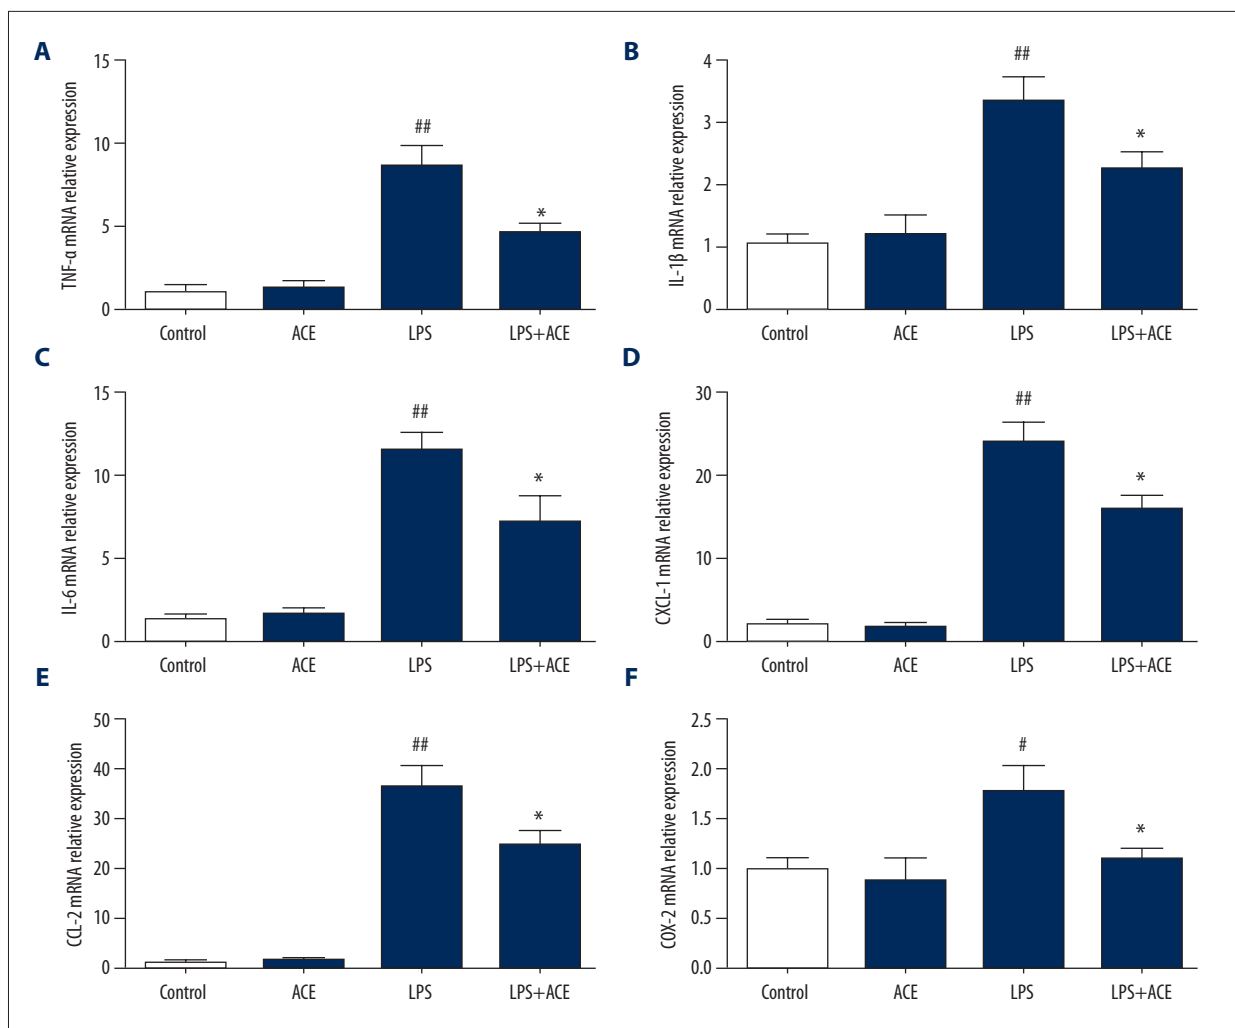 A
TNF-α mRNA relative expression
15
10
5
0
##
*
Control ACE LPS LPS+ACE
B
IL-1β mRNA relative expression
4
3
2
1
0
##
*
Control ACE LPS LPS+ACE
C
IL-6 mRNA relative expression
15
10
5
0
##
*
Control ACE LPS LPS+ACE
D
CXCL-1 mRNA relative expression
30
20
10
0
##
*
Control ACE LPS LPS+ACE
E
CCL-2 mRNA relative expression
50
40
30
20
10
0
##
*
Control ACE LPS LPS+ACE
F
COX-2 mRNA relative expression
2.5
2.0
1.5
1.0
0.5
0.0
#
*
Control ACE LPS LPS+ACE